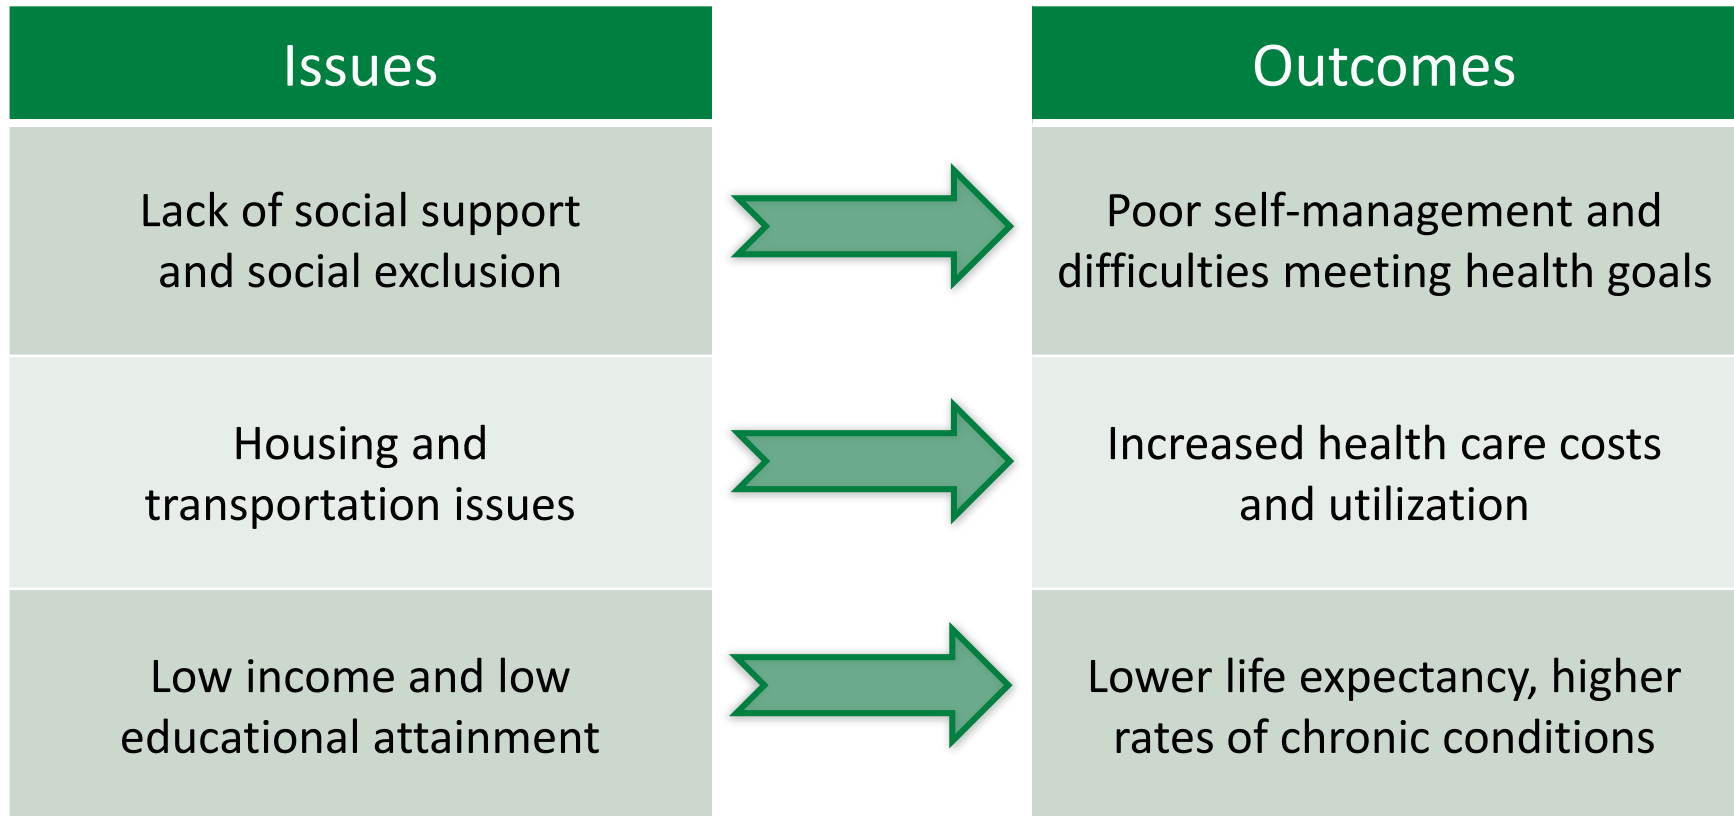 Issues
Outcomes
Lack of social support
and social exclusion
Poor self-management and
difficulties meeting health goals
Housing and
transportation issues
Increased health care costs
and utilization
Low income and low
educational attainment
Lower life expectancy, higher
rates of chronic conditions